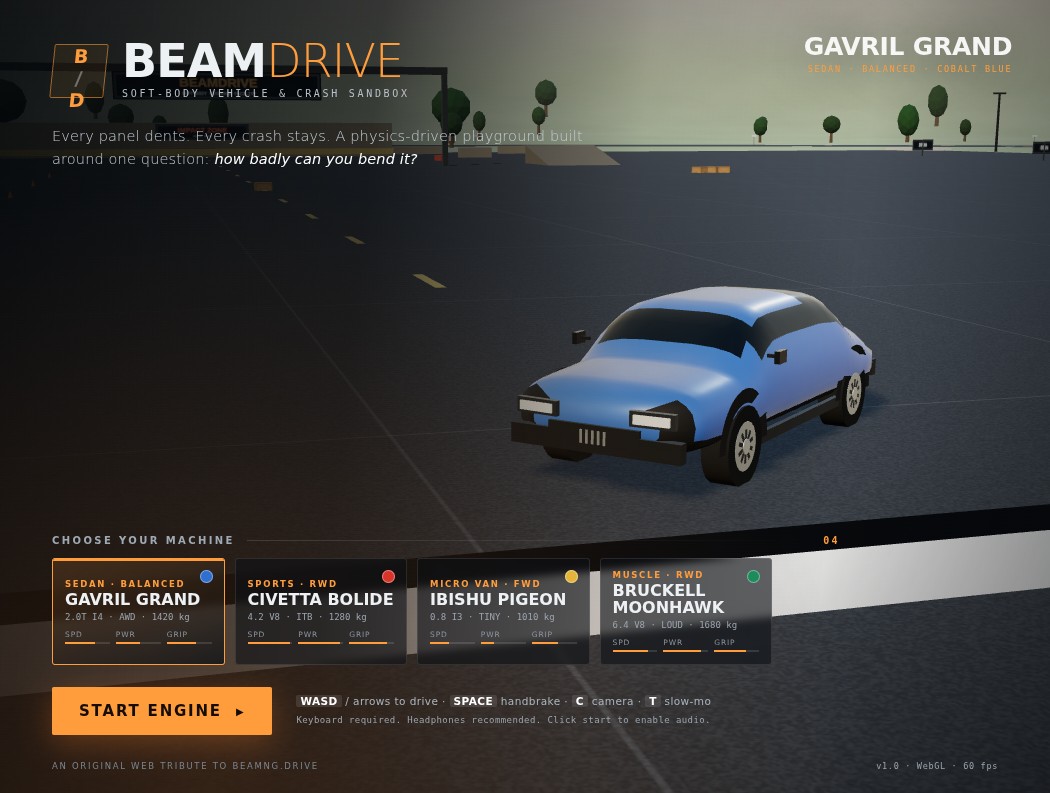 B
/
D
BEAMDRIVE
SOFT-BODY VEHICLE & CRASH SANDBOX
GAVRIL GRAND
SEDAN · BALANCED · COBALT BLUE
BEAMDRIVE
Every panel dents. Every crash stays. A physics-driven playground built
around one question: how badly can you bend it?
CHOOSE YOUR MACHINE
04
SEDAN · BALANCED
GAVRIL GRAND
2.0T I4 · AWD · 1420 kg
SPD PWR GRIP
SPORTS · RWD
CIVETTA BOLIDE
4.2 V8 · ITB · 1280 kg
SPD PWR GRIP
MICRO VAN · FWD
IBISHU PIGEON
0.8 I3 · TINY · 1010 kg
SPD PWR GRIP
MUSCLE · RWD
BRUCKELL
MOONHAWK
6.4 V8 · LOUD · 1680 kg
SPD PWR GRIP
START ENGINE ▸
WASD / arrows to drive · SPACE handbrake · C camera · T slow-mo
Keyboard required. Headphones recommended. Click start to enable audio.
AN ORIGINAL WEB TRIBUTE TO BEAMNG.DRIVE
v1.0 · WebGL · 60 fps